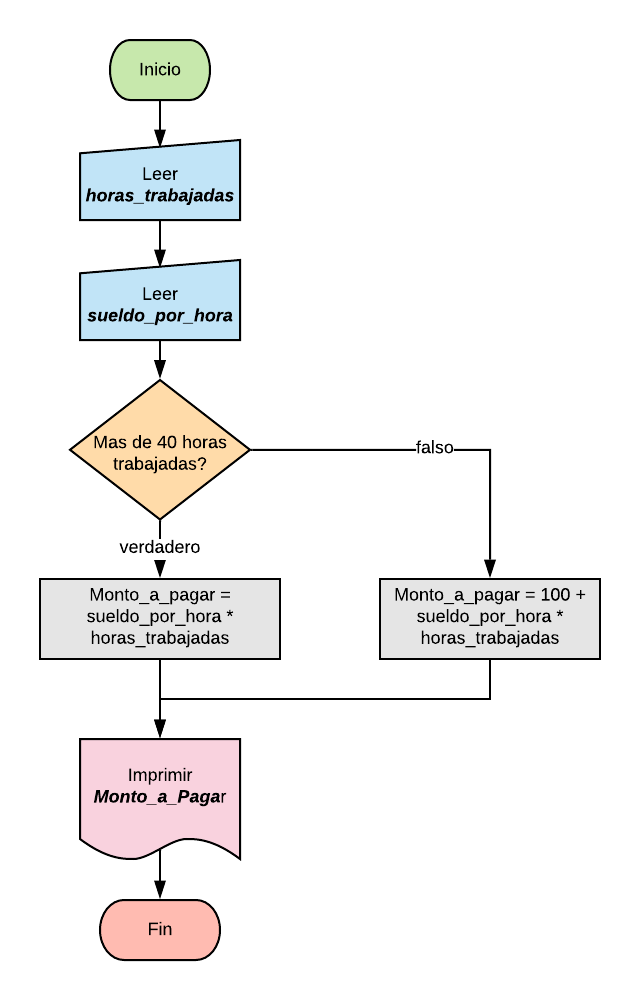 Inicio
Leer
horas_trabajadas
Leer
sueldo_por_hora
Mas de 40 horas
trabajadas?
falso
verdadero
Monto_a_pagar =
sueldo_por_hora *
horas_trabajadas
Monto_a_pagar = 100 +
sueldo_por_hora *
horas_trabajadas
Imprimir
Monto_a_Pagar
Fin